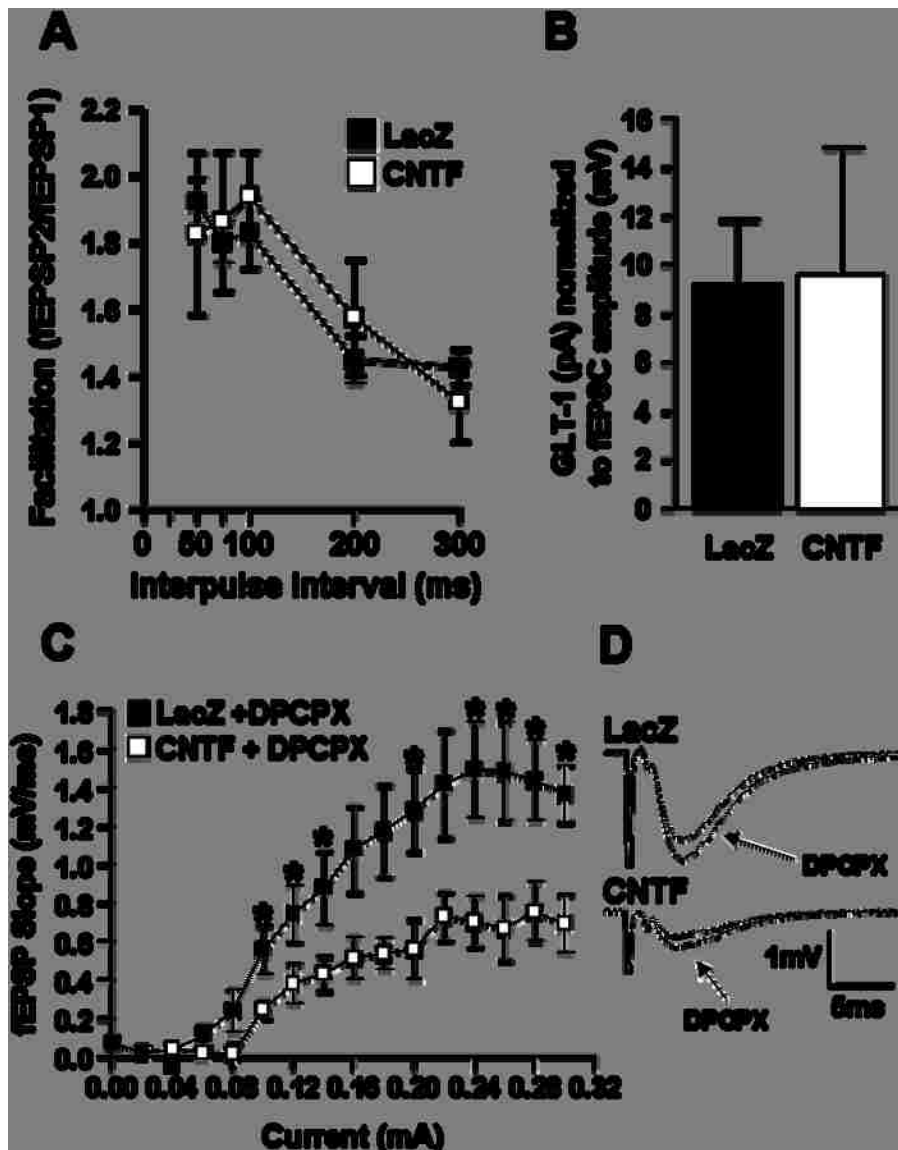 A
Facilitation (fEPSP2/fEPSP1)
2.2
2.0
1.8
1.6
1.4
1.2
1.0
LacZ
CNTF
0 50 100 200 300
Interpulse Interval (ms)
B
GLT-1 (pA) normalized
to fEPSC amplitude (mV)
16
14
12
10
8
6
4
2
0
LacZ CNTF
C
fEPSP Slope (mV/ms)
1.8
1.6
1.4
1.2
1.0
0.8
0.6
0.4
0.2
0.0
LacZ +DPCPX
CNTF + DPCPX
* * * * * * * *
0.00 0.04 0.08 0.12 0.16 0.20 0.24 0.28 0.32
Current (mA)
D
LacZ
DPCPX
CNTF
1mV
5ms
DPCPX